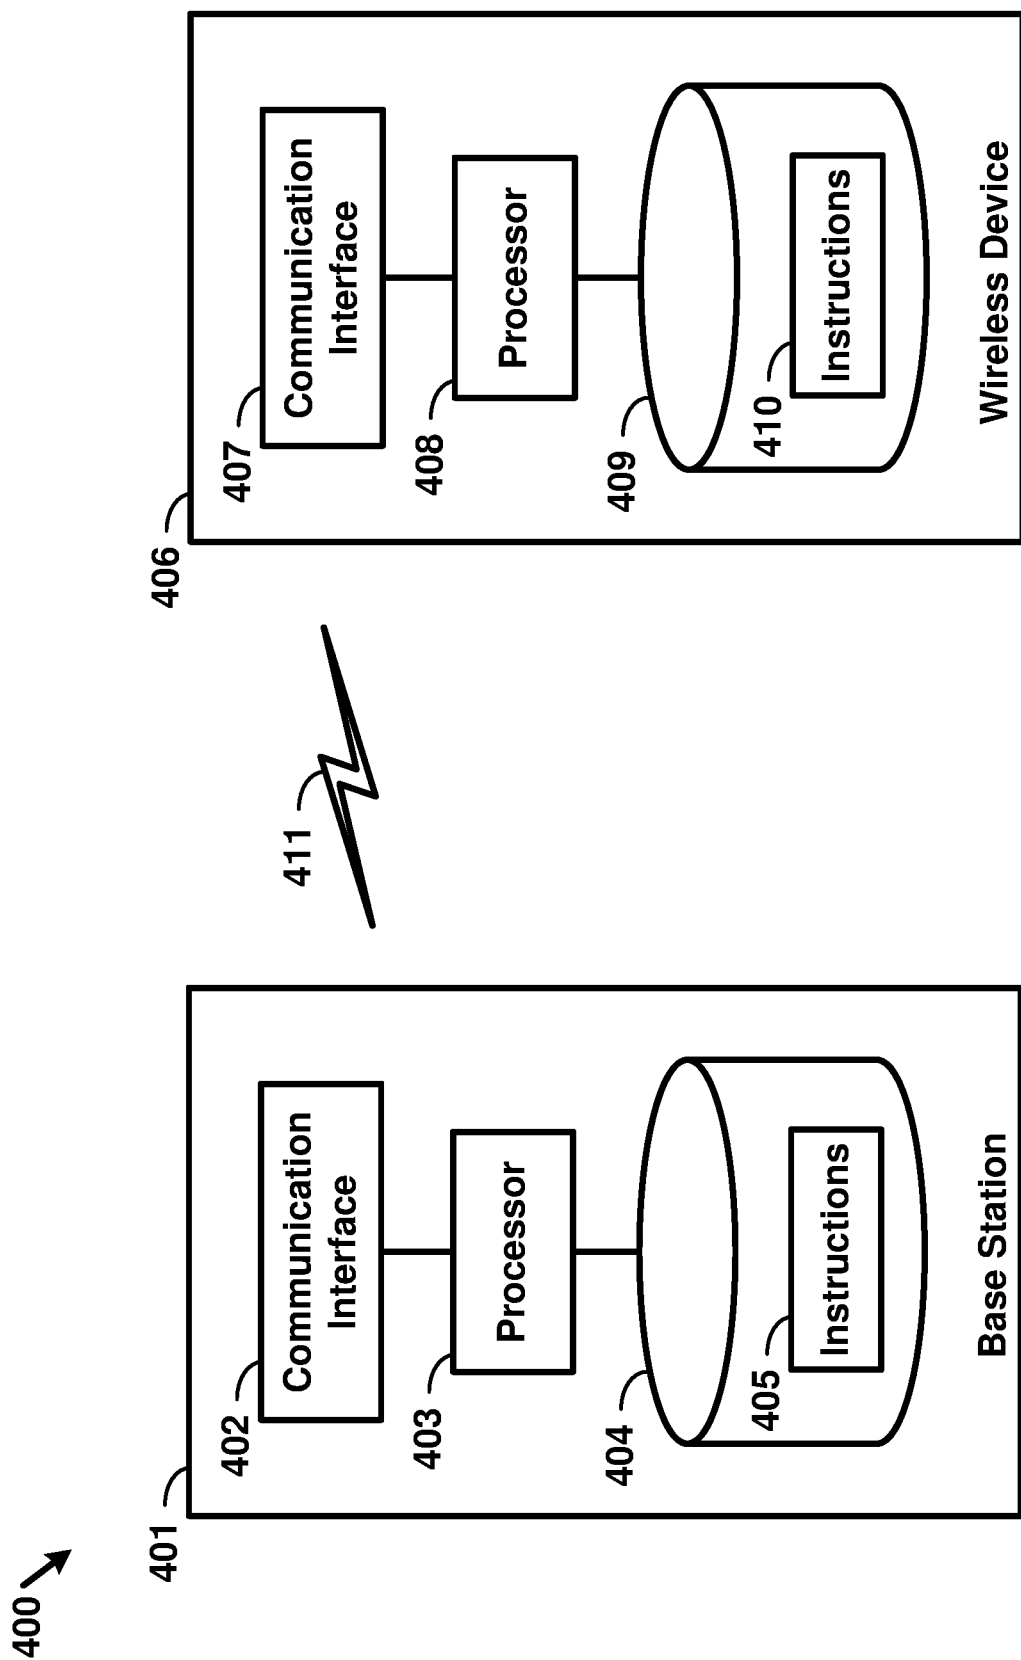 400
401
402
Communication
Interface
403
Processor
404
405
Instructions
Base Station
411
406
407
Communication
Interface
408
Processor
409
410
Instructions
Wireless Device